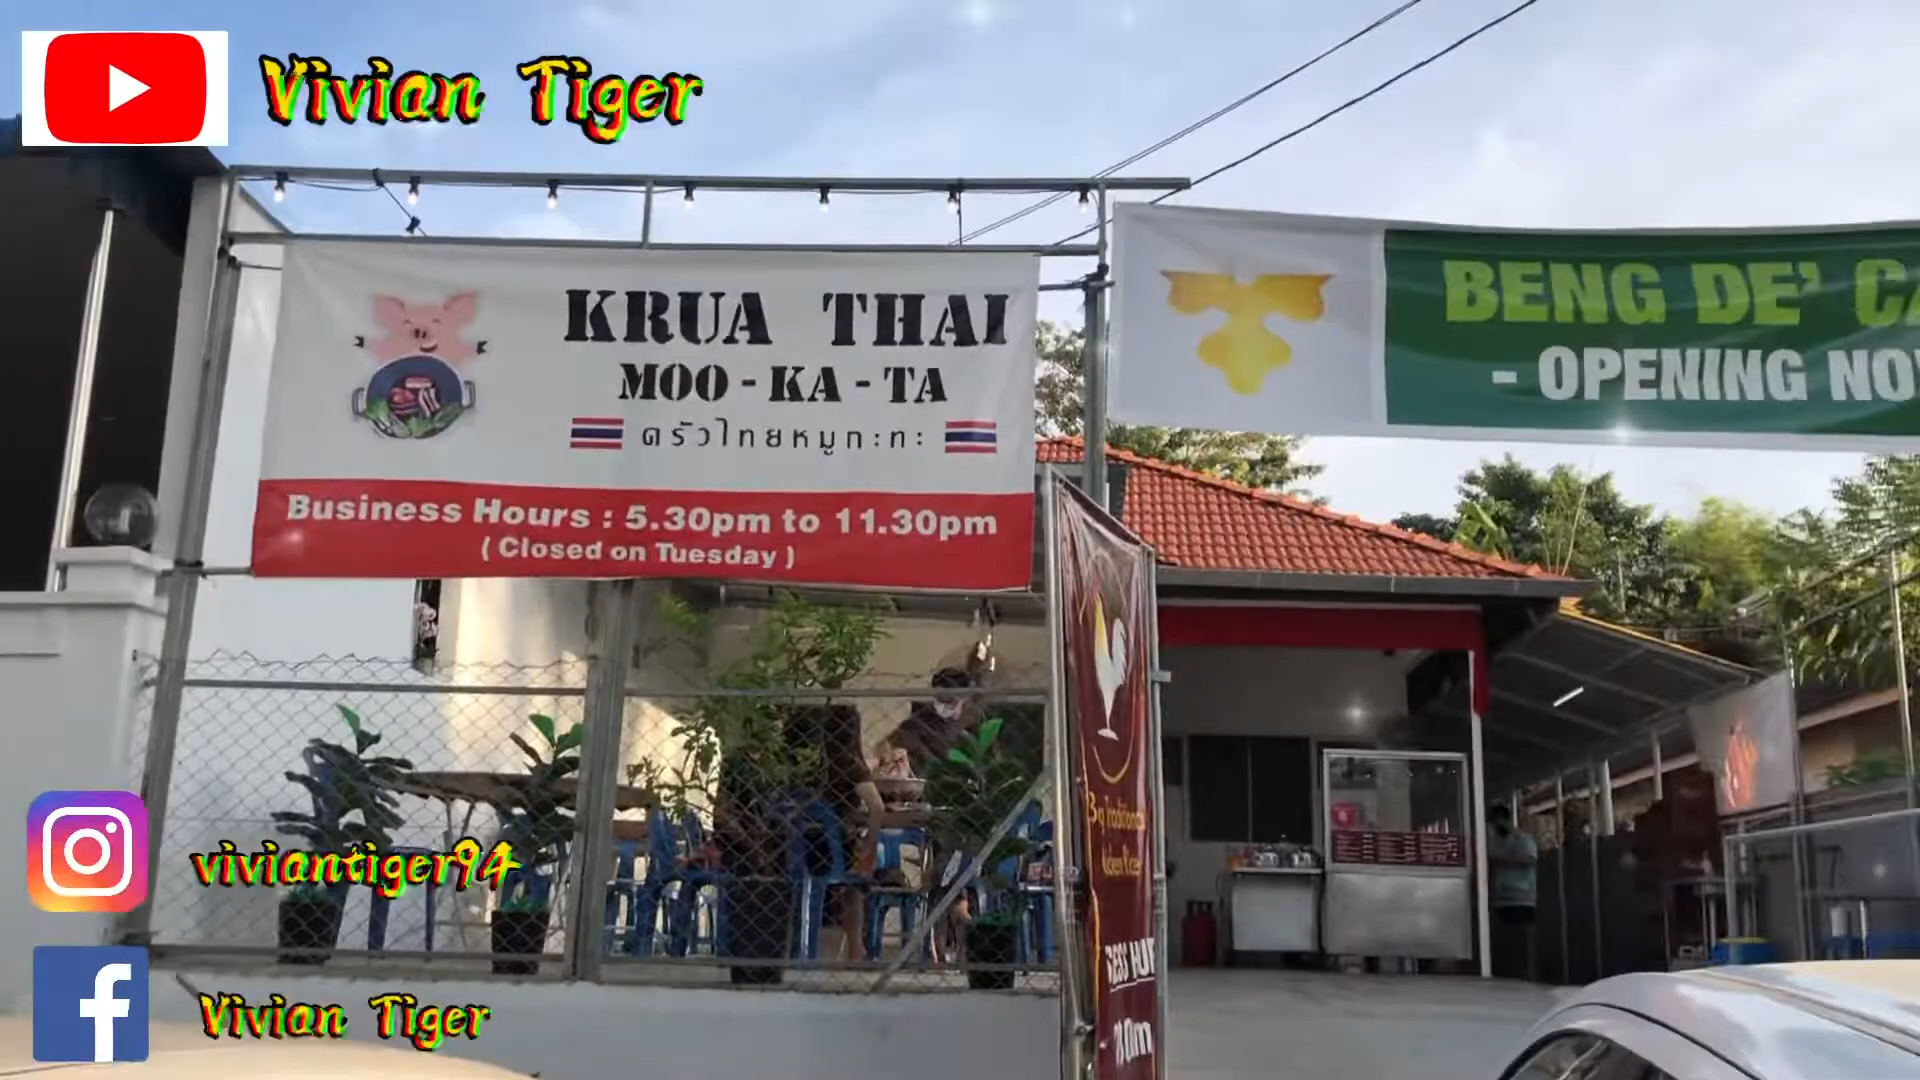 Vivian Tiger
KRUA THAI
MOO - KA - TA
ครัวไทยหมูกะทะ
Business Hours : 5.30pm to 11.30pm
( Closed on Tuesday )
BENG DE'
- OPENING
viviantiger94
Vivian Tiger